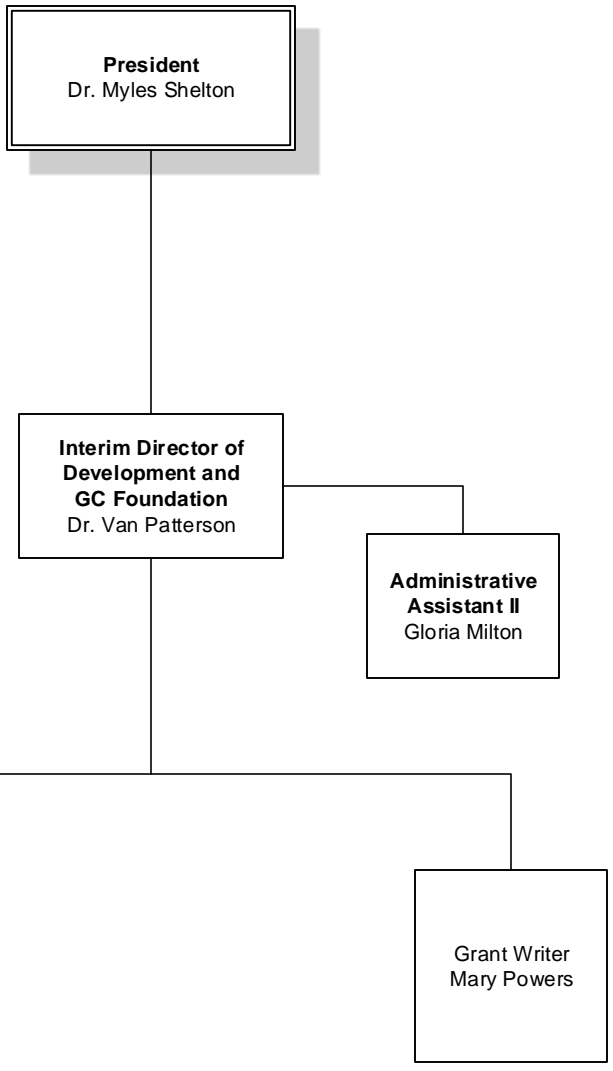 President
Dr. Myles Shelton
Interim Director of
Development and
GC Foundation
Dr. Van Patterson
Administrative
Assistant II
Gloria Milton
Grant Writer
Mary Powers